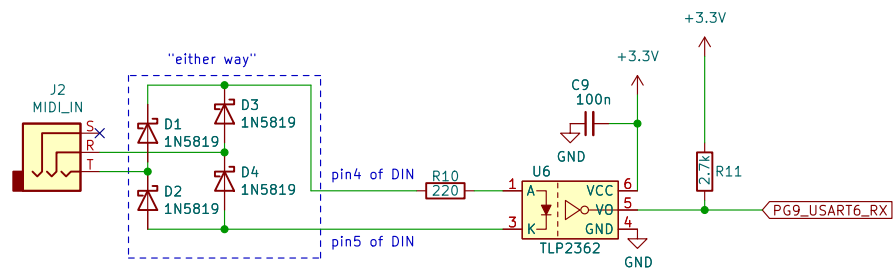 +3.3V
"either way"
+3.3V
J2
MIDI_IN
C9
100n
S
R
T
D1
1N5819
D3
1N5819
GND
D2
1N5819
D4
1N5819
pin4 of DIN
R10
220
U6
2.7k
R11
1
A
VCC
6
VO
5
PG9_USART6_RX
3
K
GND
4
pin5 of DIN
TLP2362
GND